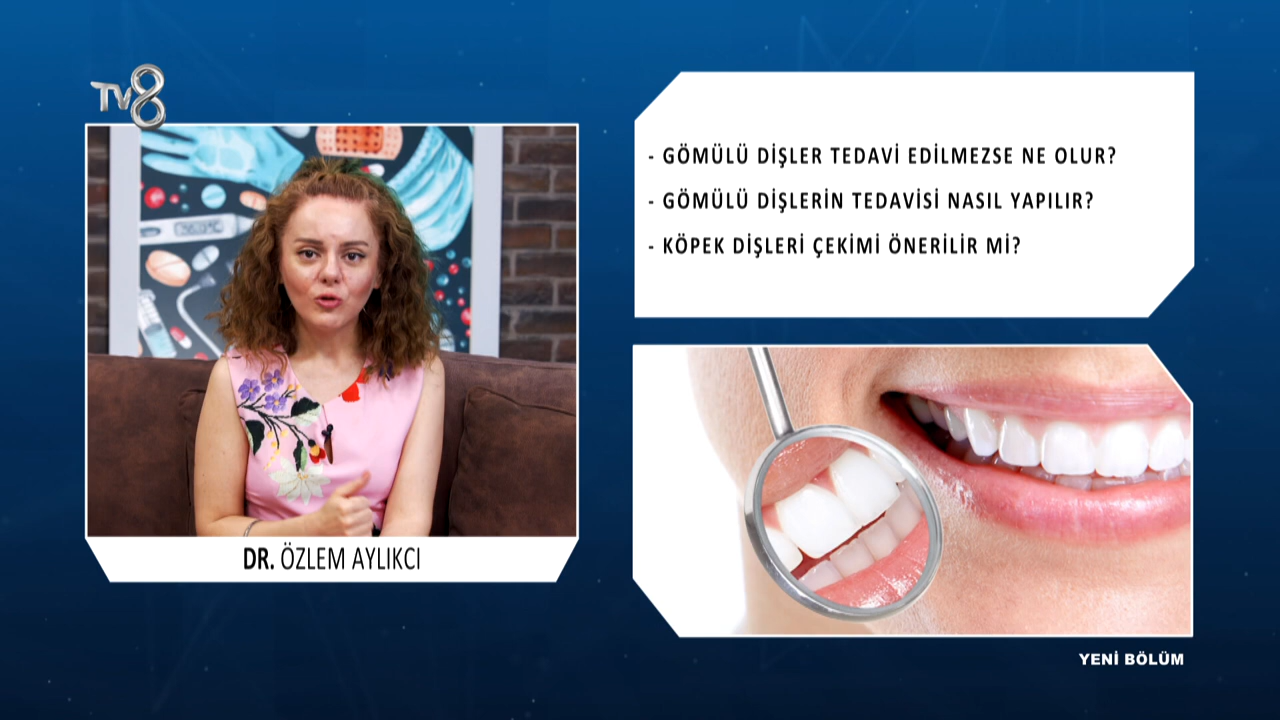 TV8
- GÖMÜLÜ DİŞLER TEDAVİ EDİLMEZSE NE OLUR?
- GÖMÜLÜ DİŞLERİN TEDAVİSİ NASIL YAPILIR?
- KÖPEK DİŞLERİ ÇEKİMİ ÖNERİLİR Mİ?
DR. ÖZLEM AYLIKCI
YENİ BÖLÜM